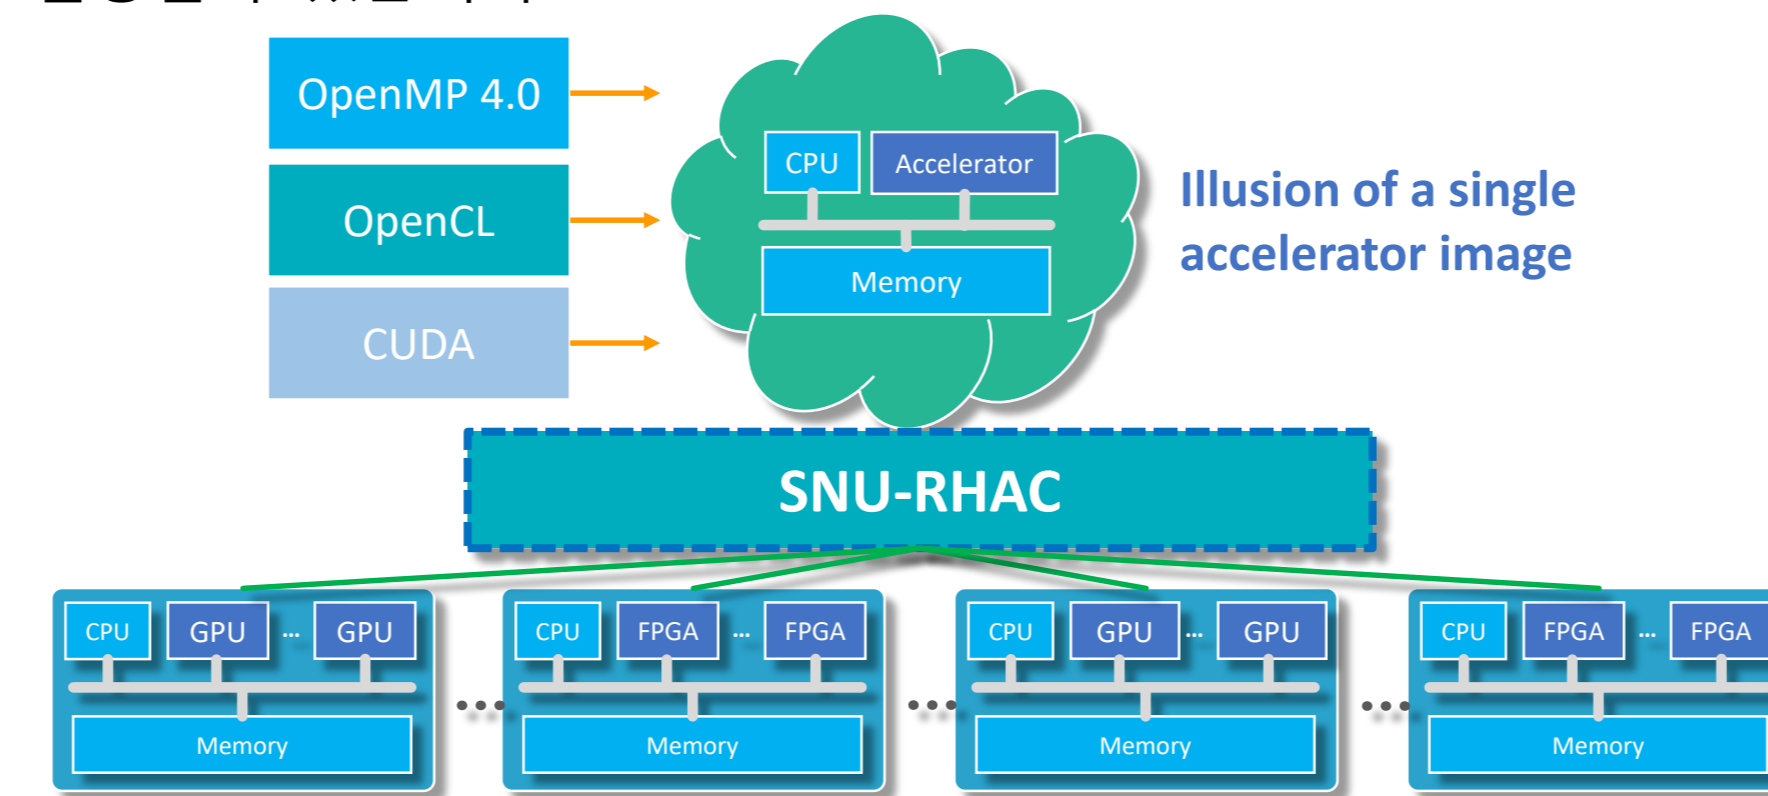 OpenMP 4.0
OpenCL
CUDA
CPU
Accelerator
Memory
Illusion of a single
accelerator image
SNU-RHAC
CPU GPU ... GPU
Memory
...
CPU FPGA ... FPGA
Memory
...
CPU GPU ... GPU
Memory
...
CPU FPGA ... FPGA
Memory